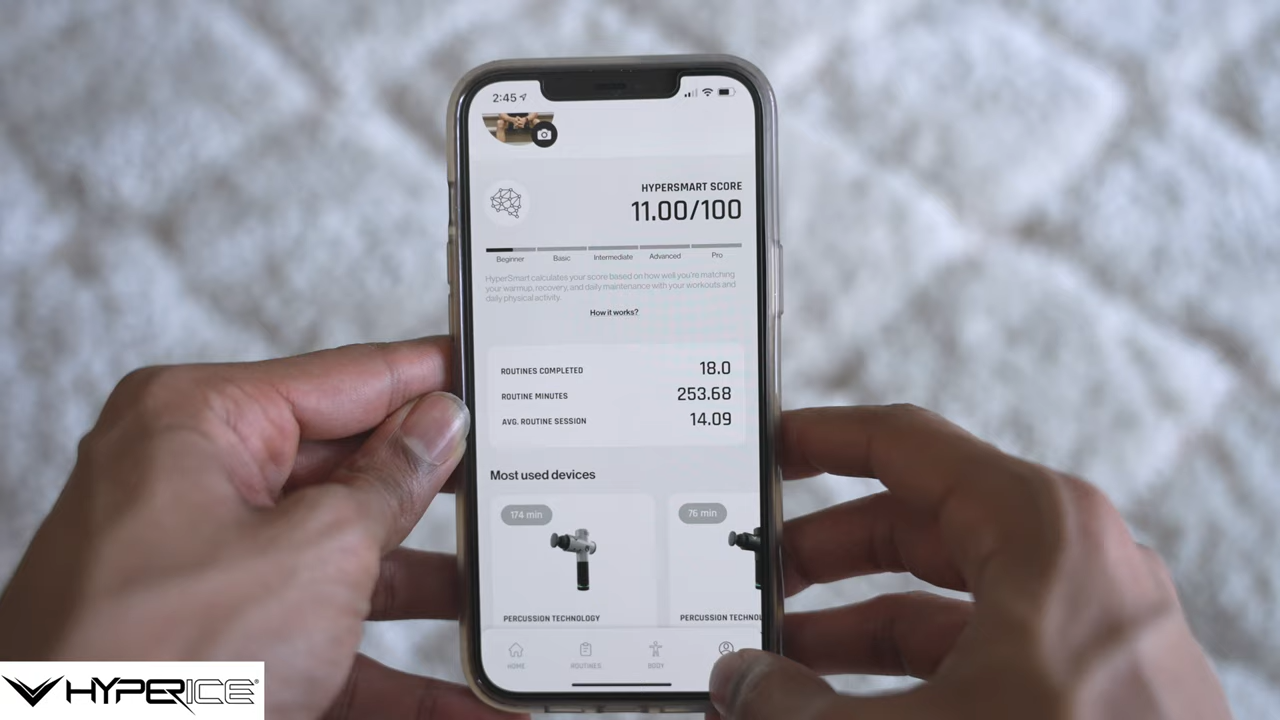 2:45
HYPERSMART SCORE
11.00/100
Beginner Basic Intermediate Advanced Pro
HyperSmart calculates your score based on how well you're matching
your warmup, recovery, and daily maintenance with your workouts and
daily physical activity.
How it works?
ROUTINES COMPLETED 18.0
ROUTINE MINUTES 253.68
AVG. ROUTINE SESSION 14.09
Most used devices
174 min 76 min
PERCUSSION TECHNOLOGY PERCUSSION TECHNOL
HOME ROUTINES BODY
HYPERICE®